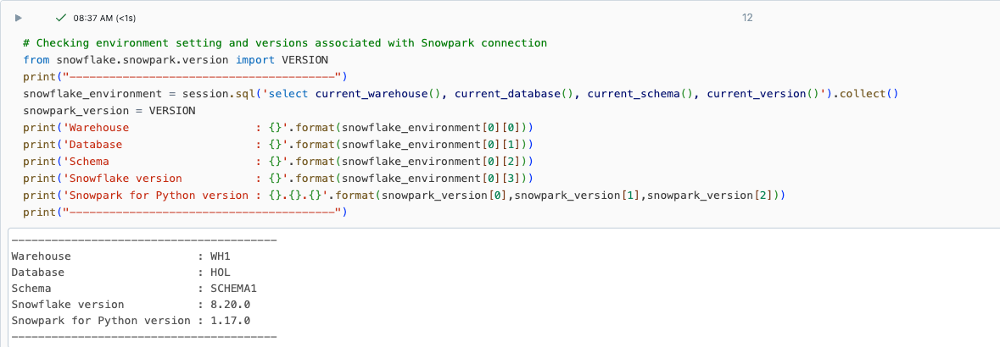 08:37 AM (<1s)
12
# Checking environment setting and versions associated with Snowpark connection
from snowflake.snowpark.version import VERSION
print("----------------------------------------")
snowflake_environment = session.sql('select current_warehouse(), current_database(), current_schema(), current_version()').collect()
snowpark_version = VERSION
print('Warehouse                   : {}'.format(snowflake_environment[0][0]))
print('Database                    : {}'.format(snowflake_environment[0][1]))
print('Schema                      : {}'.format(snowflake_environment[0][2]))
print('Snowflake version           : {}'.format(snowflake_environment[0][3]))
print('Snowpark for Python version : {}.{}.{}'.format(snowpark_version[0],snowpark_version[1],snowpark_version[2]))
print("----------------------------------------")
----------------------------------------
Warehouse                   : WH1
Database                    : HOL
Schema                      : SCHEMA1
Snowflake version           : 8.20.0
Snowpark for Python version : 1.17.0
----------------------------------------